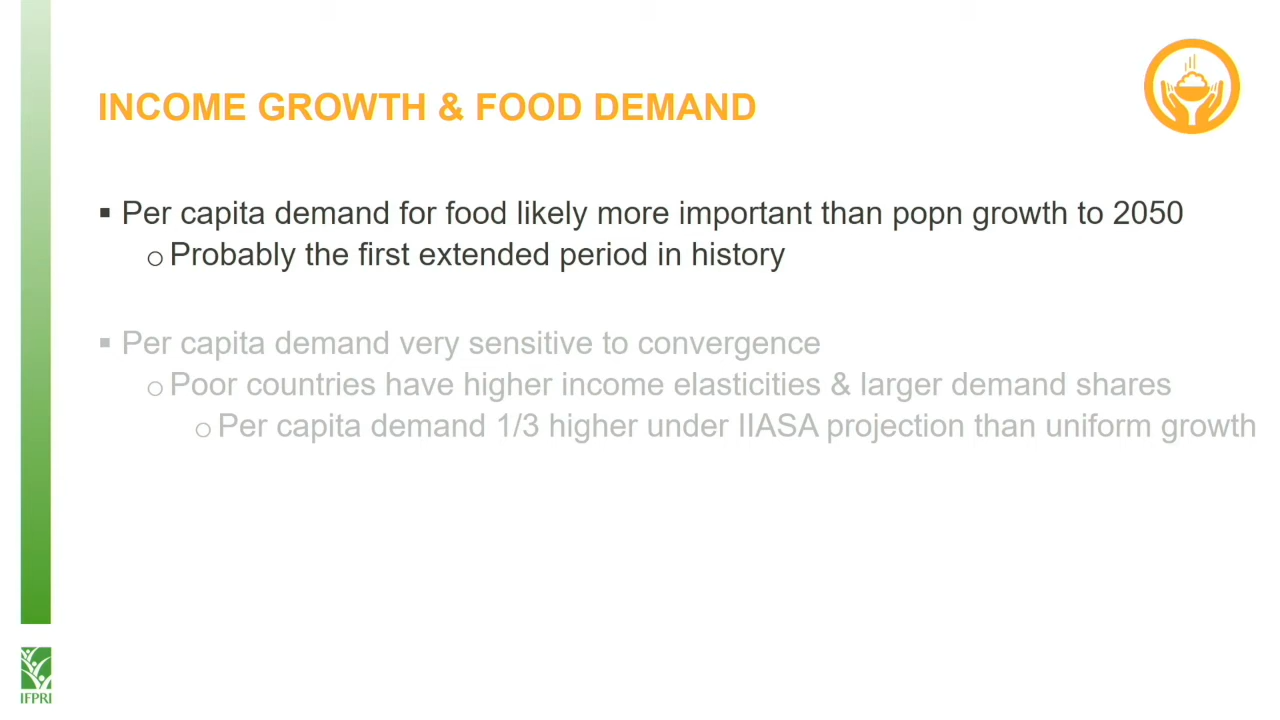 INCOME GROWTH & FOOD DEMAND
▪ Per capita demand for food likely more important than popn growth to 2050
o Probably the first extended period in history
▪ Per capita demand very sensitive to convergence
o Poor countries have higher income elasticities & larger demand shares
o Per capita demand 1/3 higher under IIASA projection than uniform growth
IFPRI